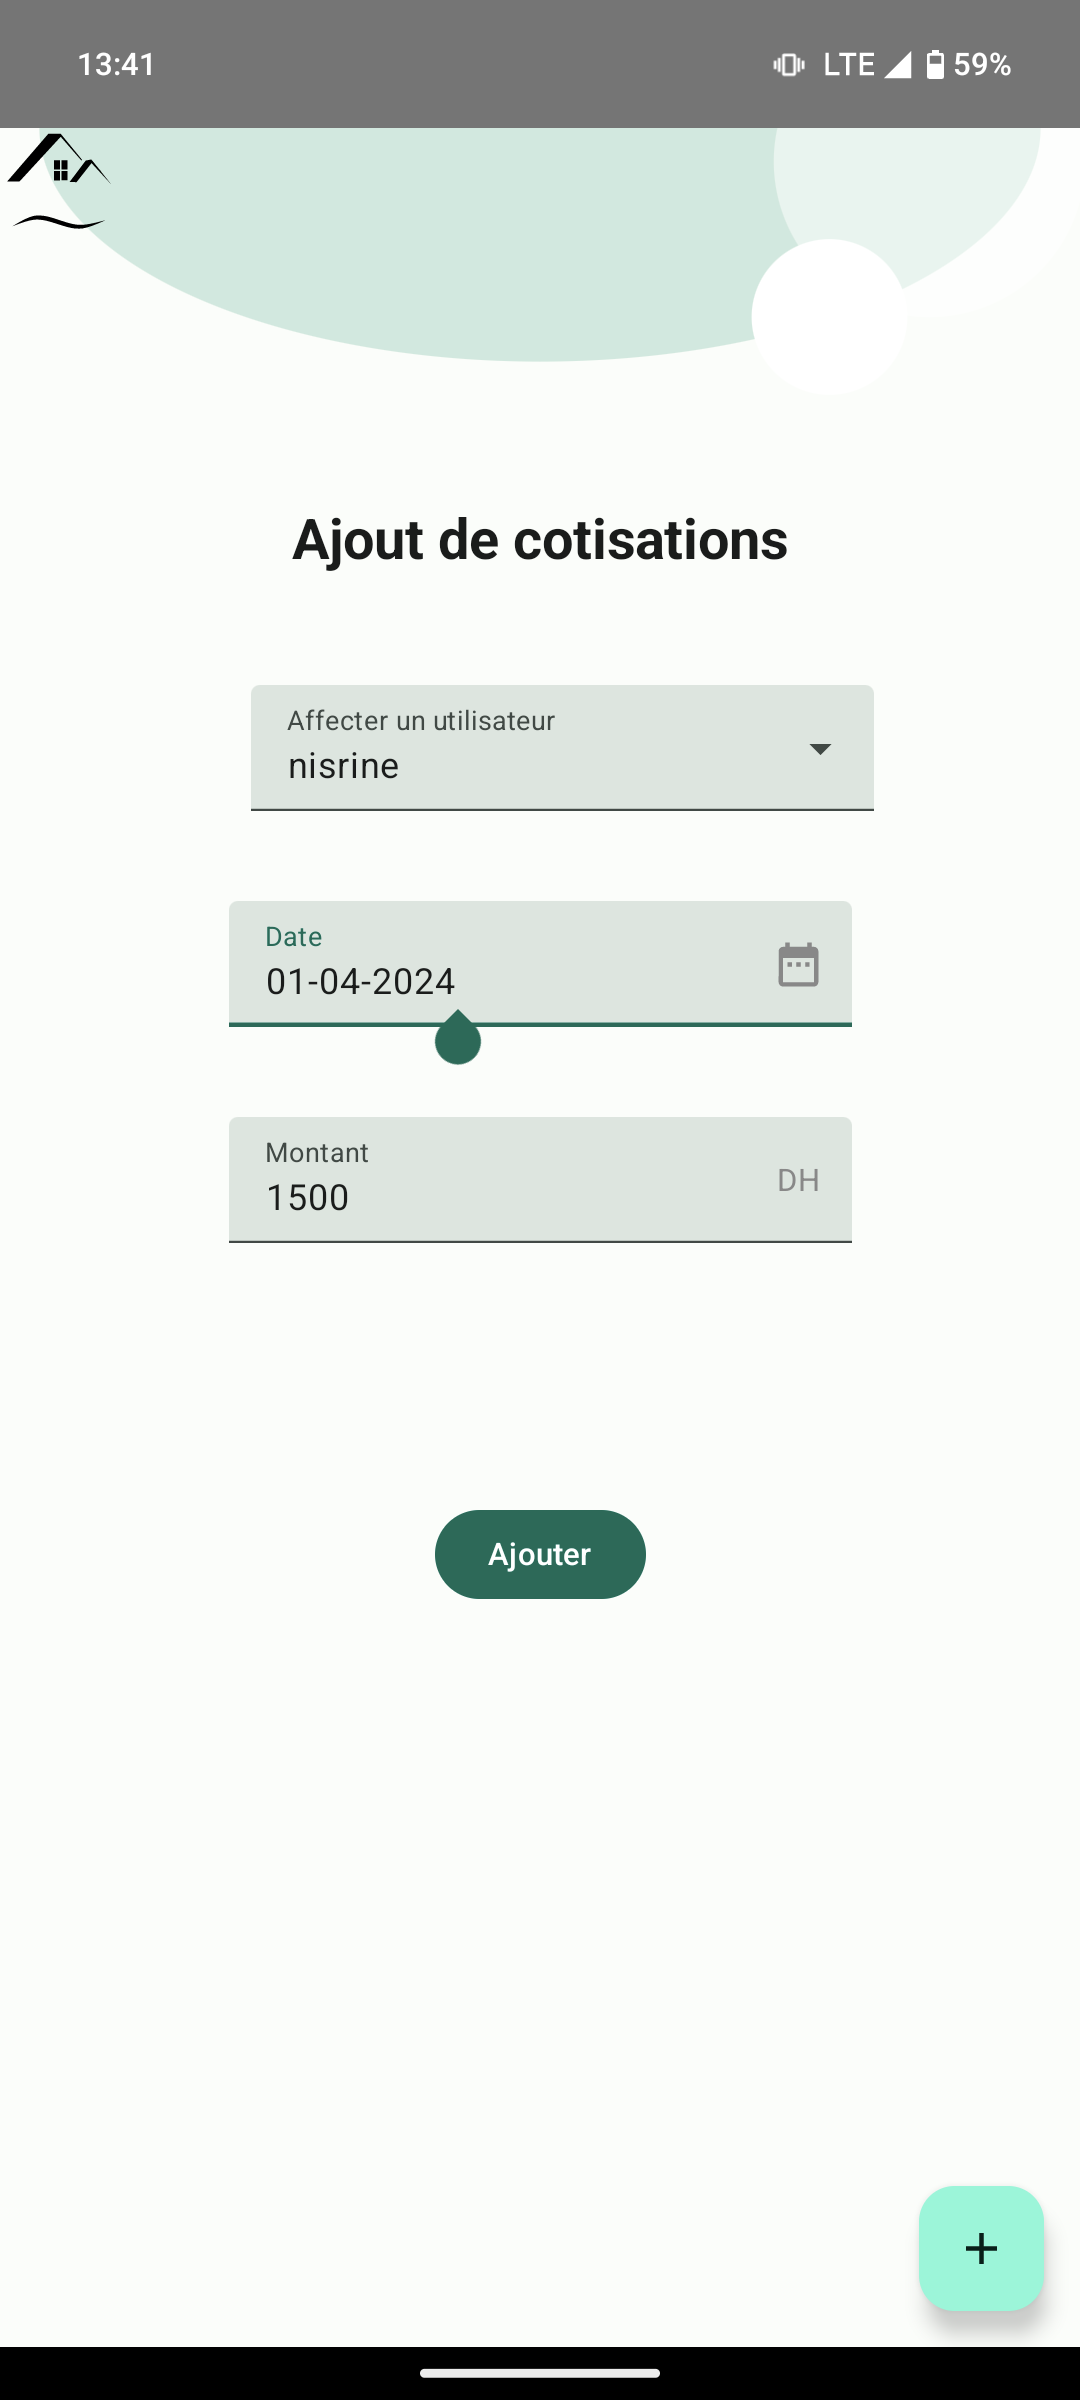 13:41 LTE 59%
Ajout de cotisations
Affecter un utilisateur
nisrine
Date
01-04-2024
Montant
1500 DH
Ajouter
+